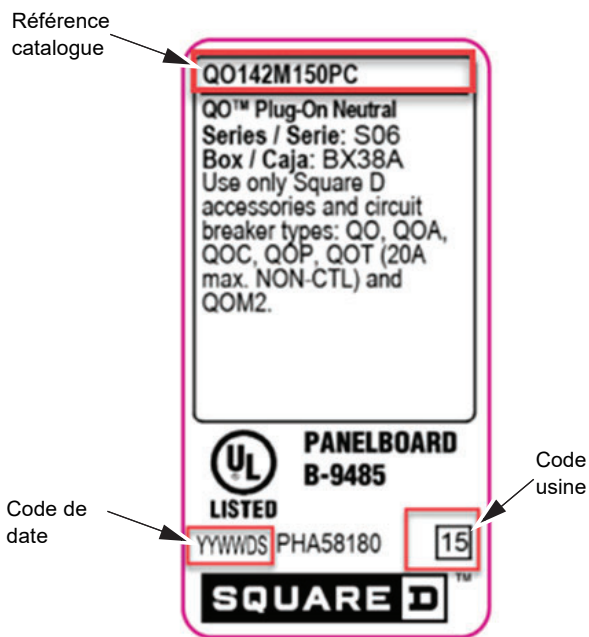 Référence
catalogue
QO142M150PC
QO™ Plug-On Neutral
Series / Serie: S06
Box / Caja: BX38A
Use only Square D
accessories and circuit
breaker types: QO, QOA,
QOC, QOP, QOT (20A
max. NON-CTL) and
QOM2.
UL
LISTED
PANELBOARD
B-9485
Code
usine
Code de
date
YYWWDS PHA58180 15
SQUARE D ™